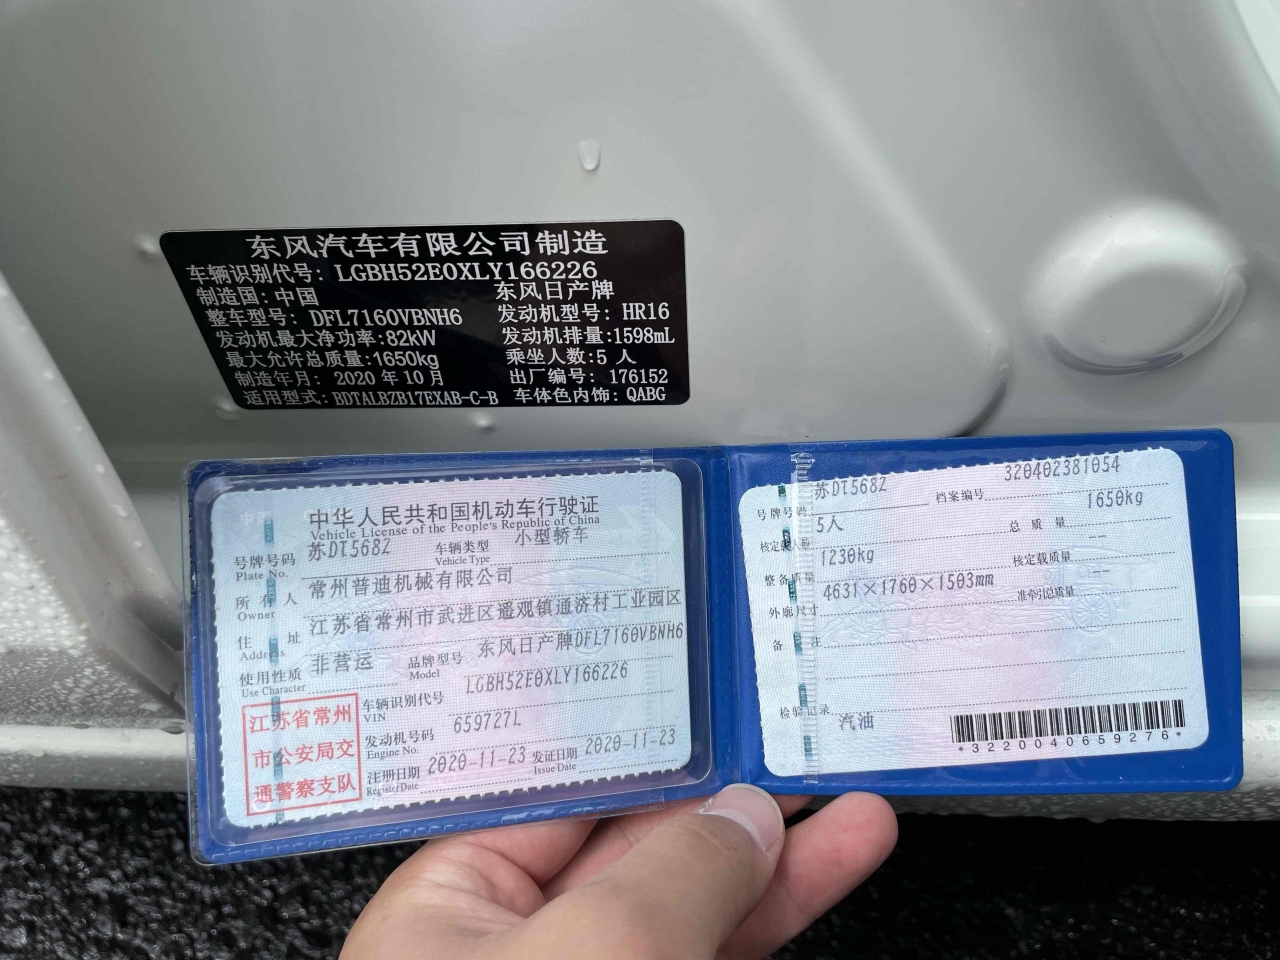 东风汽车有限公司制造
车辆识别代号: LGBH52E0XLY166226
制造国: 中国 东风日产牌
整车型号: DFL7160VBNH6 发动机型号: HR16
发动机最大净功率:82kW 发动机排量:1598mL
最大允许总质量:1650kg 乘坐人数:5 人
制造年月: 2020 年 10 月 出厂编号: 176152
适用型式:BDTALBZB17EXAB-C-B 车体色内饰: QABG
中华人民共和国机动车行驶证
Vehicle License of the People's Republic of China
号牌号码 苏DT568Z 车辆类型 小型轿车
Plate No. Vehicle Type
所有人 常州普迪机械有限公司
Owner
住址 江苏省常州市武进区遥观镇通济村工业园区
Address
使用性质 非营运 品牌型号 东风日产牌DFL7160VBNH6
Use Character Model
江苏省常州
市公安局交
通警察支队
车辆识别代号 LGBH52E0XLY166226
VIN
发动机号码 659727L
Engine No.
注册日期 2020-11-23 发证日期 2020-11-23
Register Date Issue Date
号牌号码 苏DT568Z 档案编号 320402381054
核定载人数 5人 总质量 1650kg
整备质量 1230kg 核定载质量 --
外廓尺寸 4631×1760×1503mm 准牵引总质量 --
备注
检验记录 汽油
*3220040659276*